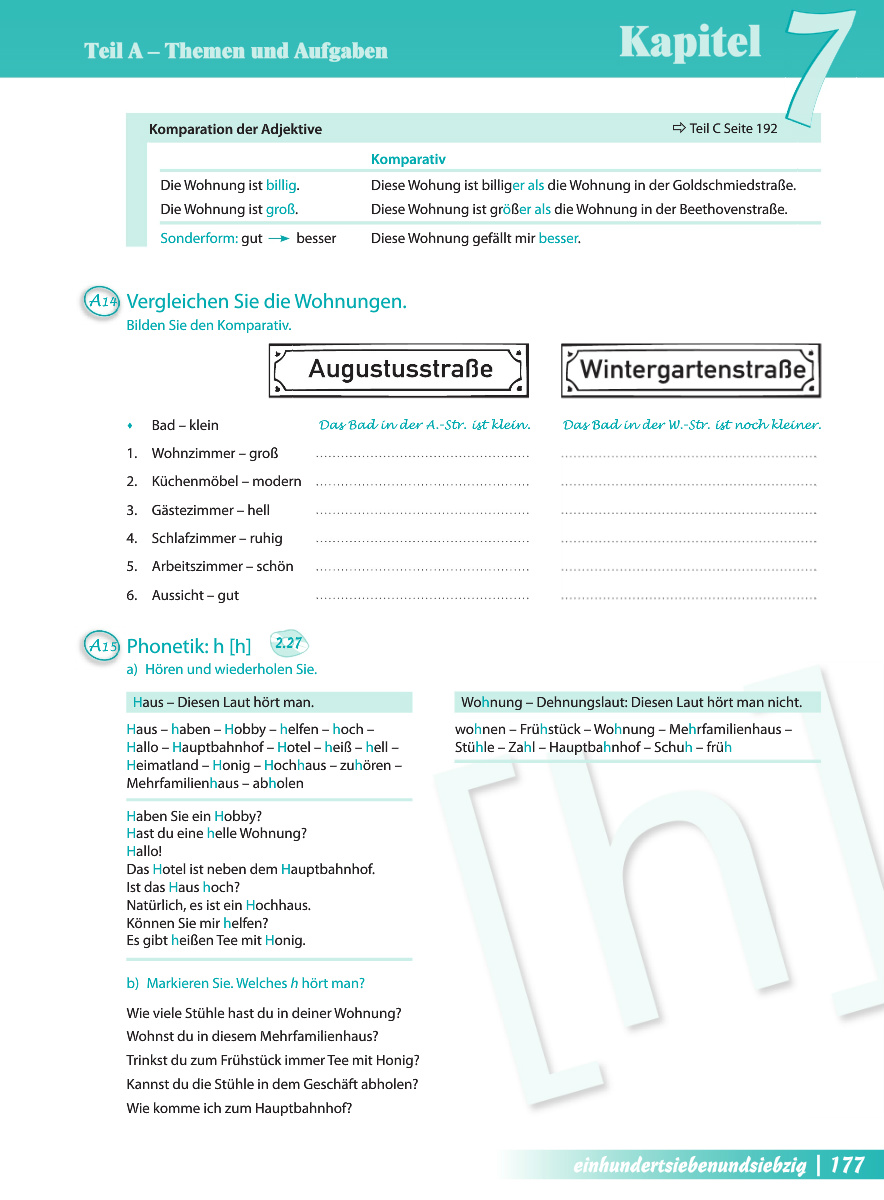 Teil A – Themen und Aufgaben
Kapitel 7
Komparation der Adjektive ⇨ Teil C Seite 192
Komparativ
Die Wohnung ist billig. Diese Wohung ist billiger als die Wohnung in der Goldschmiedstraße.
Die Wohnung ist groß. Diese Wohnung ist größer als die Wohnung in der Beethovenstraße.
Sonderform: gut → besser Diese Wohnung gefällt mir besser.
A14 Vergleichen Sie die Wohnungen.
Bilden Sie den Komparativ.
Augustusstraße Wintergartenstraße
♦ Bad – klein Das Bad in der A.-Str. ist klein. Das Bad in der W.-Str. ist noch kleiner.
1. Wohnzimmer – groß
2. Küchenmöbel – modern
3. Gästezimmer – hell
4. Schlafzimmer – ruhig
5. Arbeitszimmer – schön
6. Aussicht – gut
A15 Phonetik: h [h] 2.27
a) Hören und wiederholen Sie.
Haus – Diesen Laut hört man.
Haus – haben – Hobby – helfen – hoch –
Hallo – Hauptbahnhof – Hotel – heiß – hell –
Heimatland – Honig – Hochhaus – zuhören –
Mehrfamilienhaus – abholen
Haben Sie ein Hobby?
Hast du eine helle Wohnung?
Hallo!
Das Hotel ist neben dem Hauptbahnhof.
Ist das Haus hoch?
Natürlich, es ist ein Hochhaus.
Können Sie mir helfen?
Es gibt heißen Tee mit Honig.
Wohnung – Dehnungslaut: Diesen Laut hört man nicht.
wohnen – Frühstück – Wohnung – Mehrfamilienhaus –
Stühle – Zahl – Hauptbahnhof – Schuh – früh
[h]
b) Markieren Sie. Welches h hört man?
Wie viele Stühle hast du in deiner Wohnung?
Wohnst du in diesem Mehrfamilienhaus?
Trinkst du zum Frühstück immer Tee mit Honig?
Kannst du die Stühle in dem Geschäft abholen?
Wie komme ich zum Hauptbahnhof?
einhundertsiebenundsiebzig | 177